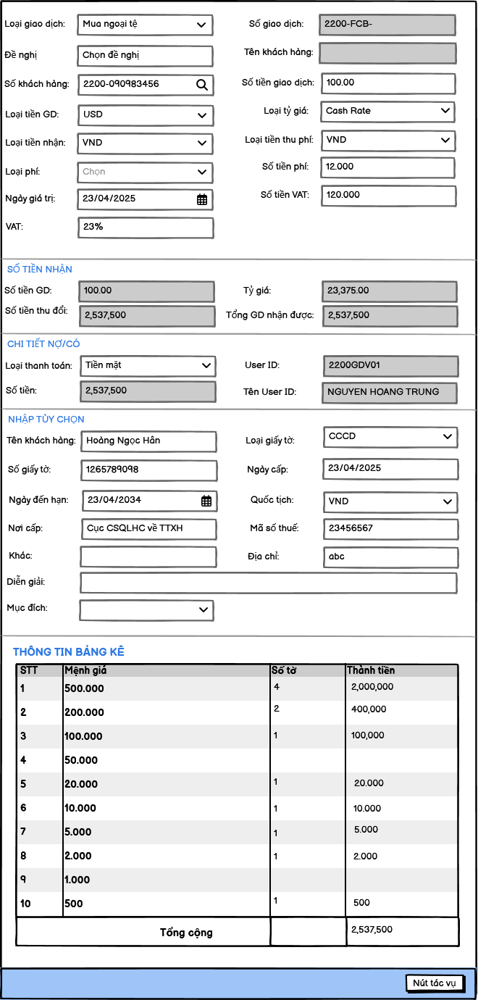 Loại giao dịch: Mua ngoại tệ Số giao dịch: 2200-FCB-
Đề nghị Chọn đề nghị Tên khách hàng:
Số khách hàng: 2200-090983456 Số tiền giao dịch: 100.00
Loại tiền GD: USD Loại tỷ giá: Cash Rate
Loại tiền nhận: VND Loại tiền thu phí: VND
Loại phí: Chọn Số tiền phí: 12.000
Ngày giá trị: 23/04/2025 Số tiền VAT: 120.000
VAT: 23%
SỐ TIỀN NHẬN
Số tiền GD: 100.00 Tỷ giá: 23,375.00
Số tiền thu đổi: 2,537,500 Tổng GD nhận được: 2,537,500
CHI TIẾT NỢ/CÓ
Loại thanh toán: Tiền mặt User ID: 2200GDV01
Số tiền: 2,537,500 Tên User ID: NGUYEN HOANG TRUNG
NHẬP TÙY CHỌN
Tên khách hàng: Hoàng Ngọc Hân Loại giấy tờ: CCCD
Số giấy tờ: 1265789098 Ngày cấp: 23/04/2025
Ngày đến hạn: 23/04/2034 Quốc tịch: VND
Nơi cấp: Cục CSQLHC về TTXH Mã số thuế: 23456567
Khác: Địa chỉ: abc
Diễn giải:
Mục đích:
THÔNG TIN BẢNG KÊ
STT Mệnh giá Số tờ Thành tiền
1 500.000 4 2,000,000
2 200.000 2 400,000
3 100.000 1 100,000
4 50.000
5 20.000 1 20.000
6 10.000 1 10.000
7 5.000 1 5.000
8 2.000 1 2.000
9 1.000
10 500 1 500
Tổng cộng 2,537,500
Nút tác vụ